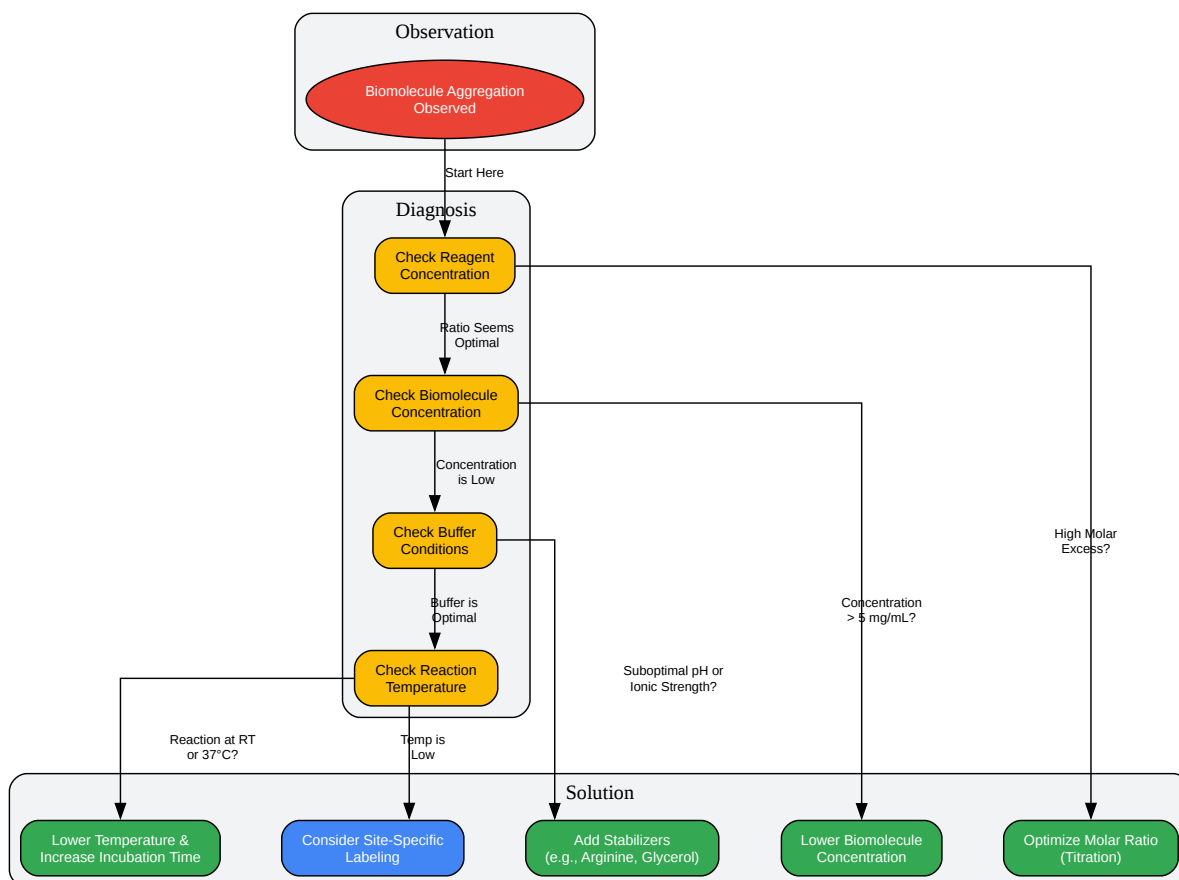 Observation
Biomolecule Aggregation
Observed
Start Here
Diagnosis
Check Reagent
Concentration
Ratio Seems
Optimal
Check Biomolecule
Concentration
Concentration
is Low
Check Buffer
Conditions
High Molar
Excess?
Buffer is
Optimal
Concentration
> 5 mg/mL?
Check Reaction
Temperature
Suboptimal pH or
Ionic Strength?
Reaction at RT
or 37°C?
Temp is
Low
Solution
Lower Temperature &
Increase Incubation Time
Consider Site-Specific
Labeling
Add Stabilizers
(e.g., Arginine, Glycerol)
Lower Biomolecule
Concentration
Optimize Molar Ratio
(Titration)